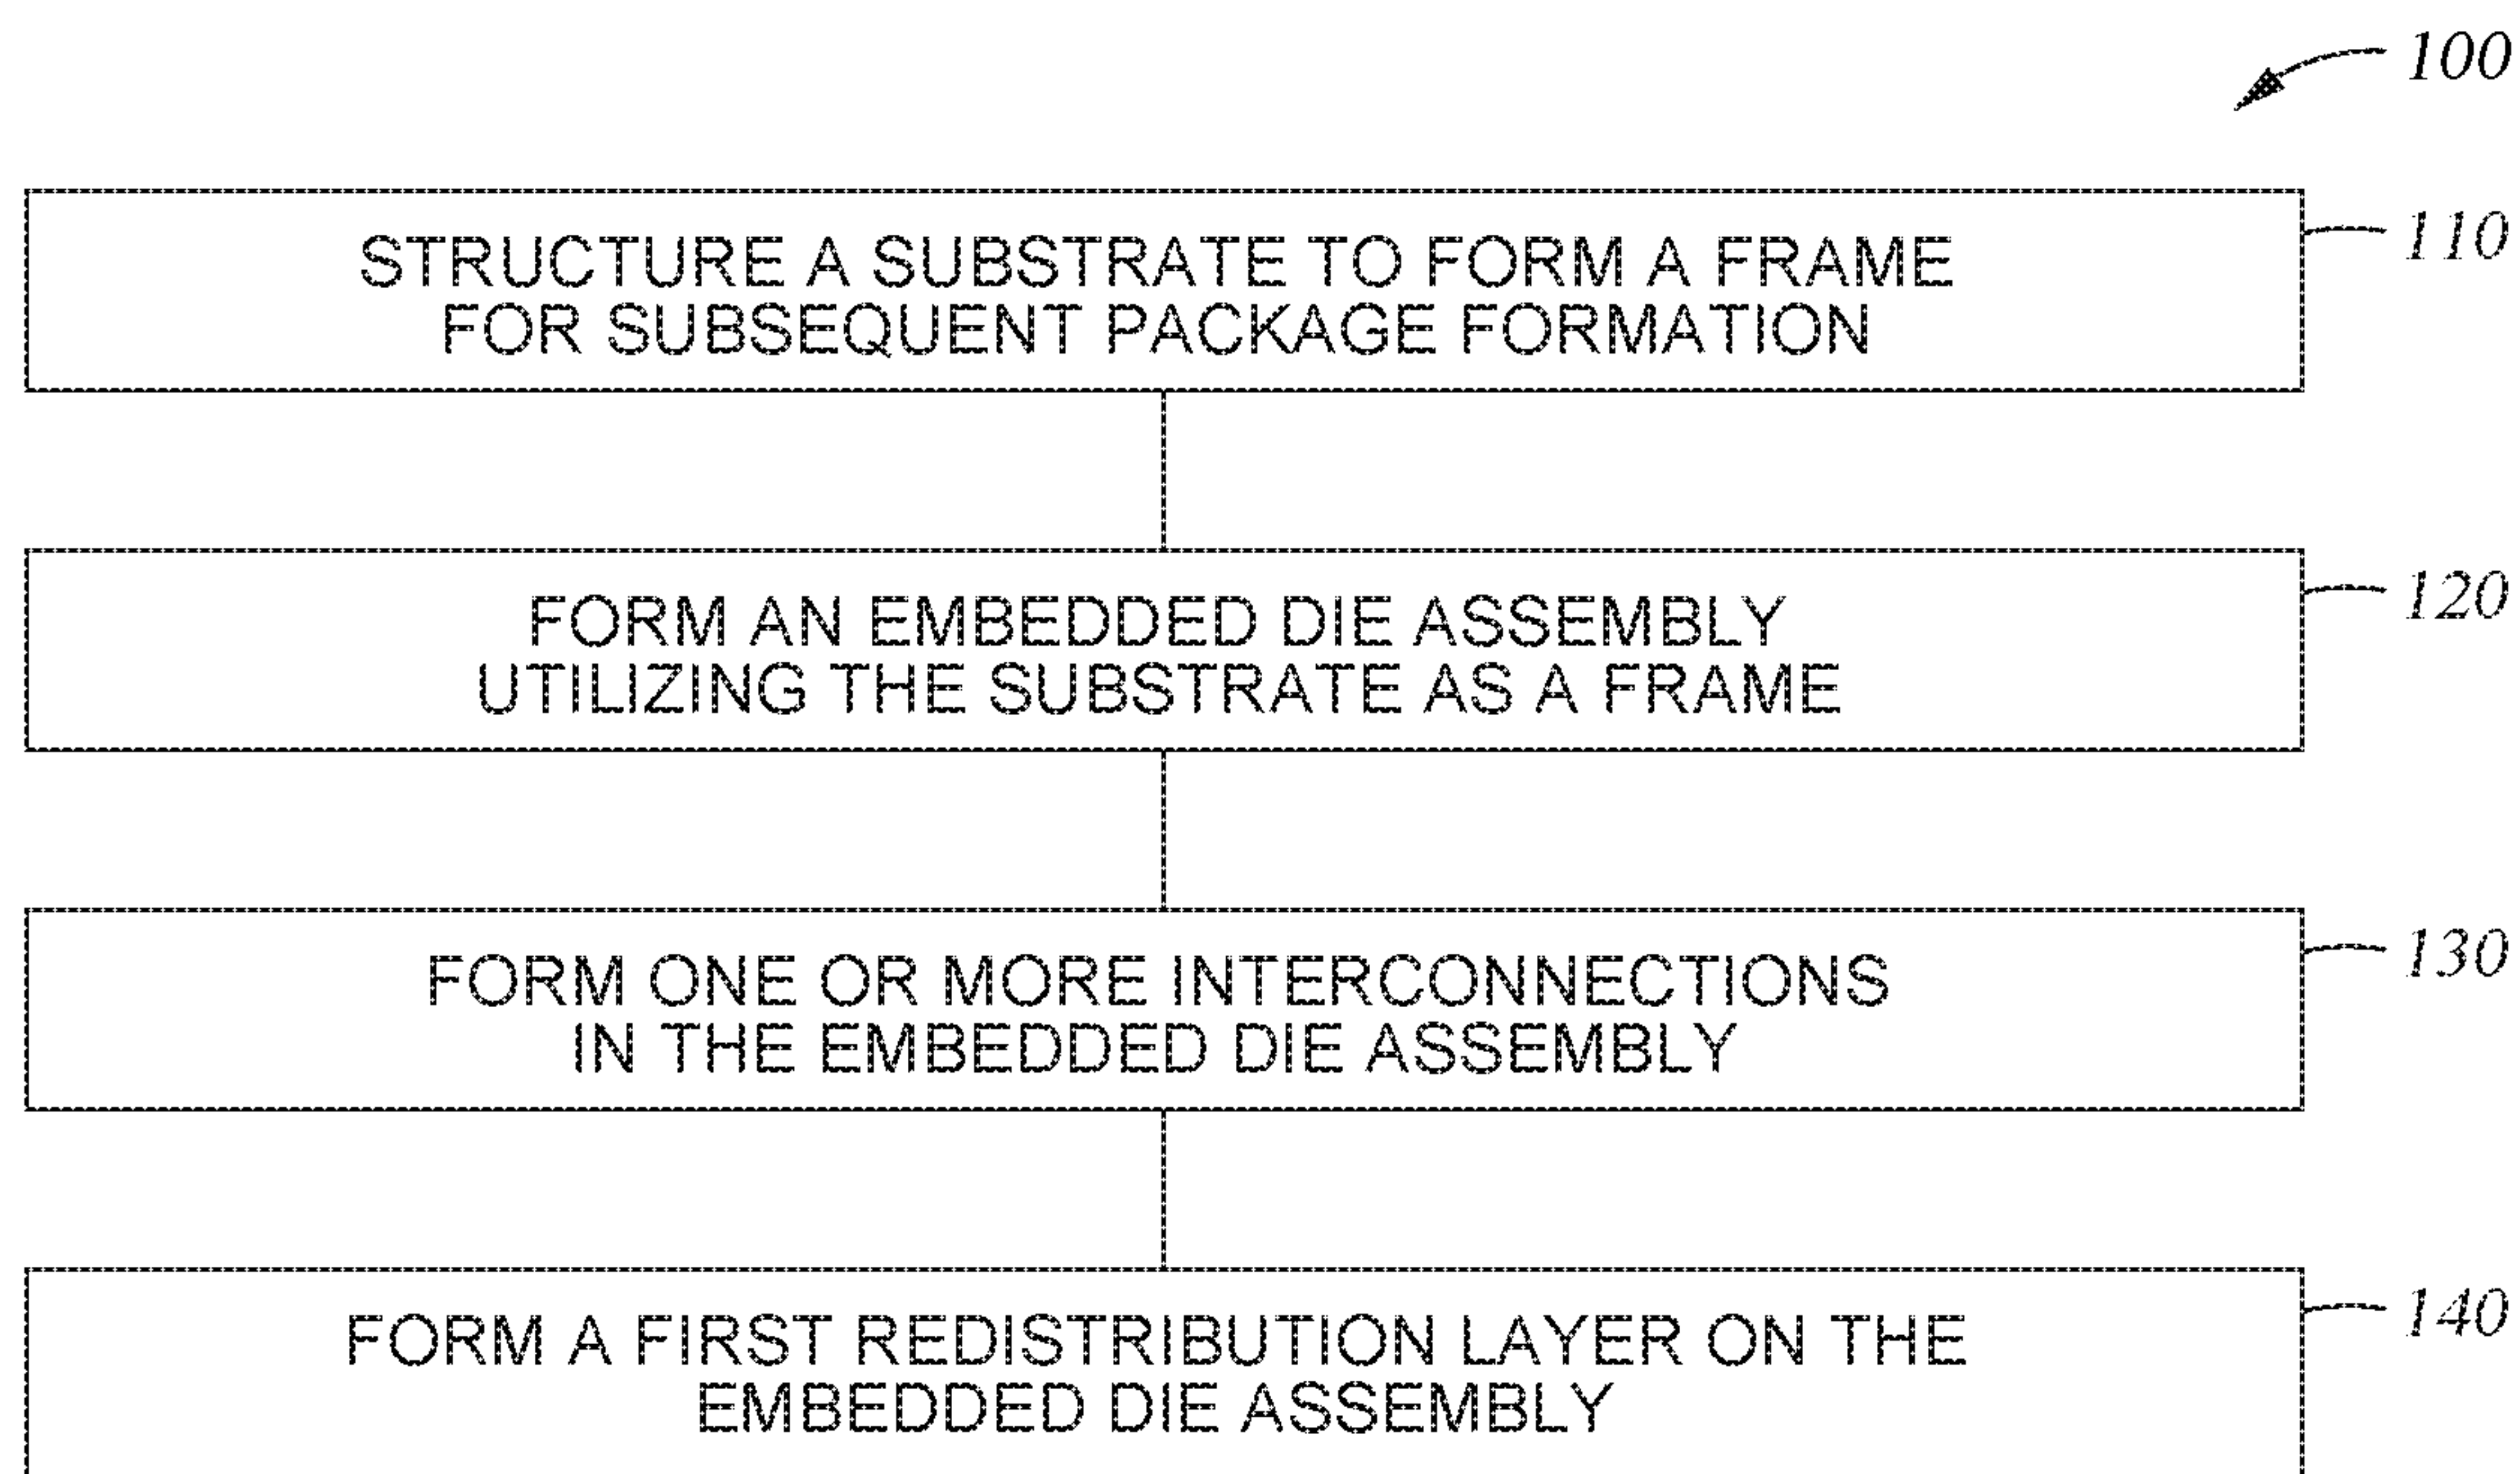 100
STRUCTURE A SUBSTRATE TO FORM A FRAME
FOR SUBSEQUENT PACKAGE FORMATION
110
FORM AN EMBEDDED DIE ASSEMBLY
UTILIZING THE SUBSTRATE AS A FRAME
120
FORM ONE OR MORE INTERCONNECTIONS
IN THE EMBEDDED DIE ASSEMBLY
130
FORM A FIRST REDISTRIBUTION LAYER ON THE
EMBEDDED DIE ASSEMBLY
140